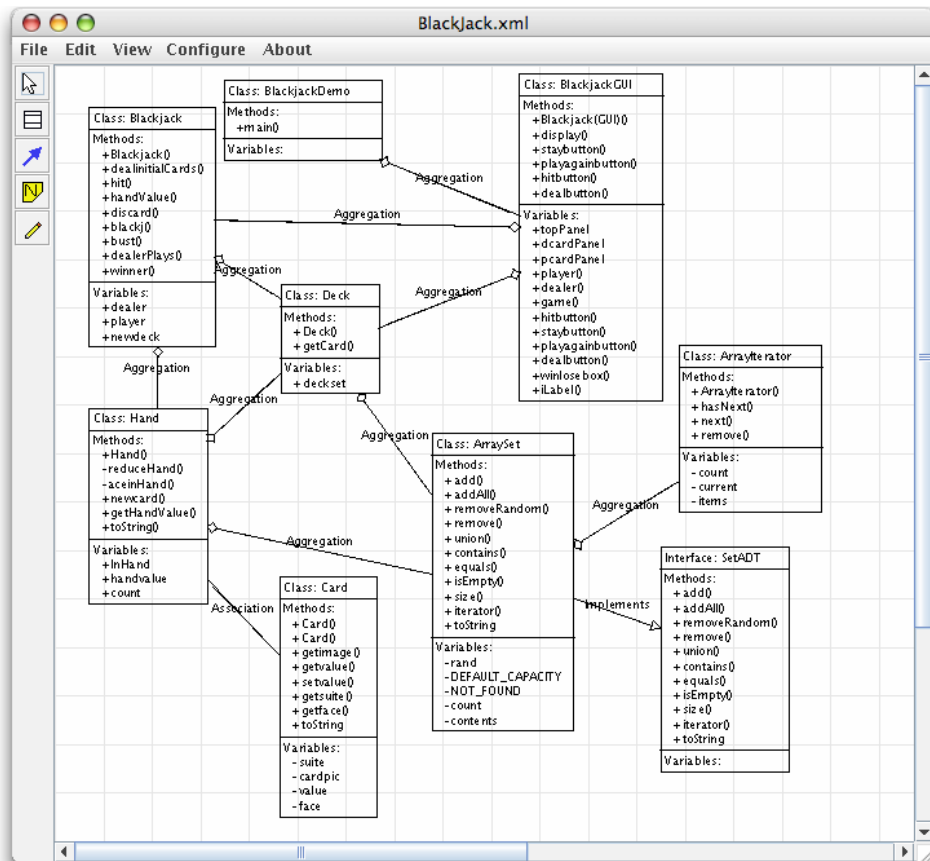 BlackJack.xml
File Edit View Configure About
Class: BlackjackDemo
Methods:
+main()
Variables:
Class: BlackjackGUI
Methods:
+Blackjack(GUI)()
+display()
+staybutton()
+playagainbutton()
+hitbutton()
+dealbutton()
Variables:
+topPanel
+dcardPanel
+pcardPanel
+player()
+dealer()
+game()
+hitbutton()
+staybutton()
+playagainbutton()
+dealbutton()
+winlosebox()
+iLabel()
Class: Blackjack
Methods:
+Blackjack()
+dealinitialCards()
+hit()
+handValue()
+discard()
+blackj()
+bust()
+dealerPlays()
+winner()
Variables:
+dealer
+player
+newdeck
Aggregation
Aggregation
Aggregation
Aggregation
Class: Deck
Methods:
+Deck()
+getCard()
Variables:
+deckset
Aggregation
Aggregation
Aggregation
Class: ArrayIterator
Methods:
+ArrayIterator()
+hasNext()
+next()
+remove()
Variables:
-count
-current
-items
Class: Hand
Methods:
+Hand()
-reduceHand()
-aceinHand()
+newcard()
+getHandValue()
+toString()
Variables:
+InHand
+handvalue
+count
Class: ArraySet
Methods:
+add()
+addAll()
+removeRandom()
+remove()
+union()
+contains()
+equals()
+isEmpty()
+size()
+iterator()
+toString
Variables:
-rand
-DEFAULT_CAPACITY
-NOT_FOUND
-count
-contents
Aggregation
Aggregation
Association
Implements
Class: Card
Methods:
+Card()
+Card()
+getimage()
+getvalue()
+setvalue()
+getsuite()
+getface()
+toString
Variables:
-suite
-cardpic
-value
-face
Interface: SetADT
Methods:
+add()
+addAll()
+removeRandom()
+remove()
+union()
+contains()
+equals()
+isEmpty()
+size()
+iterator()
+toString
Variables: